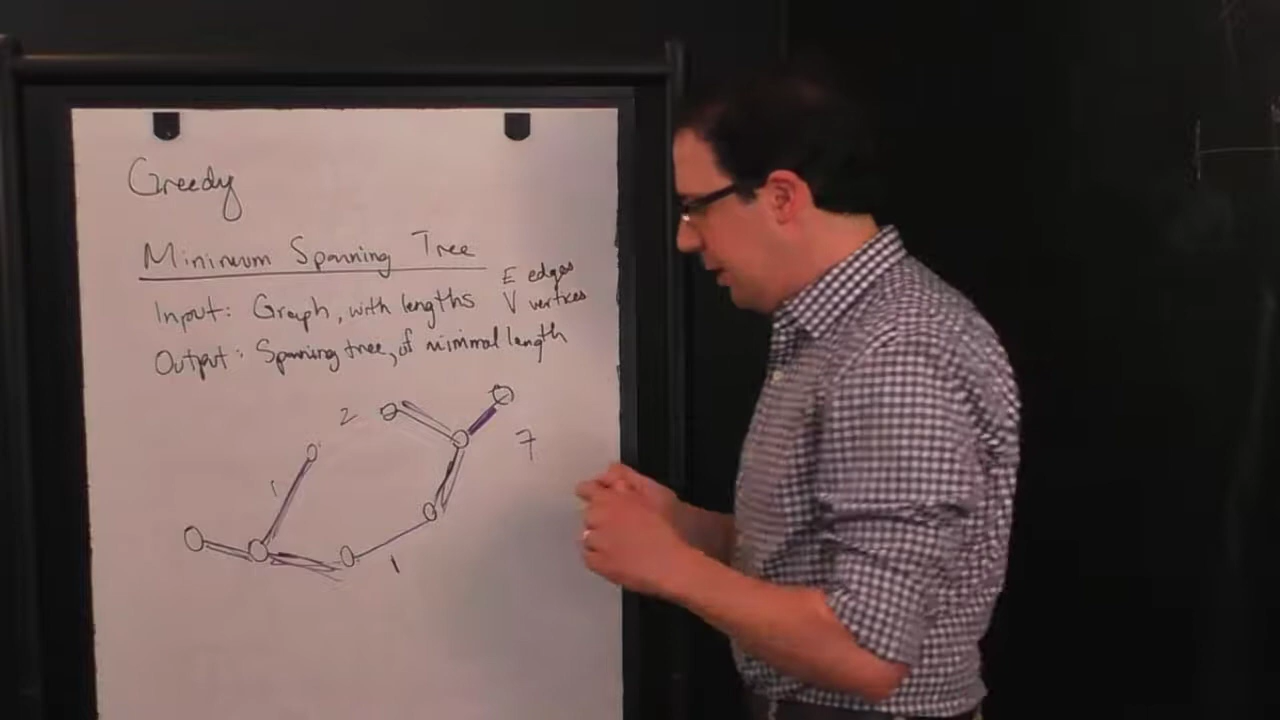 Greedy
Minimum Spanning Tree
E edges
Input: Graph, with lengths V vertices
Output: Spanning tree, of minimal length
2
7
1
1